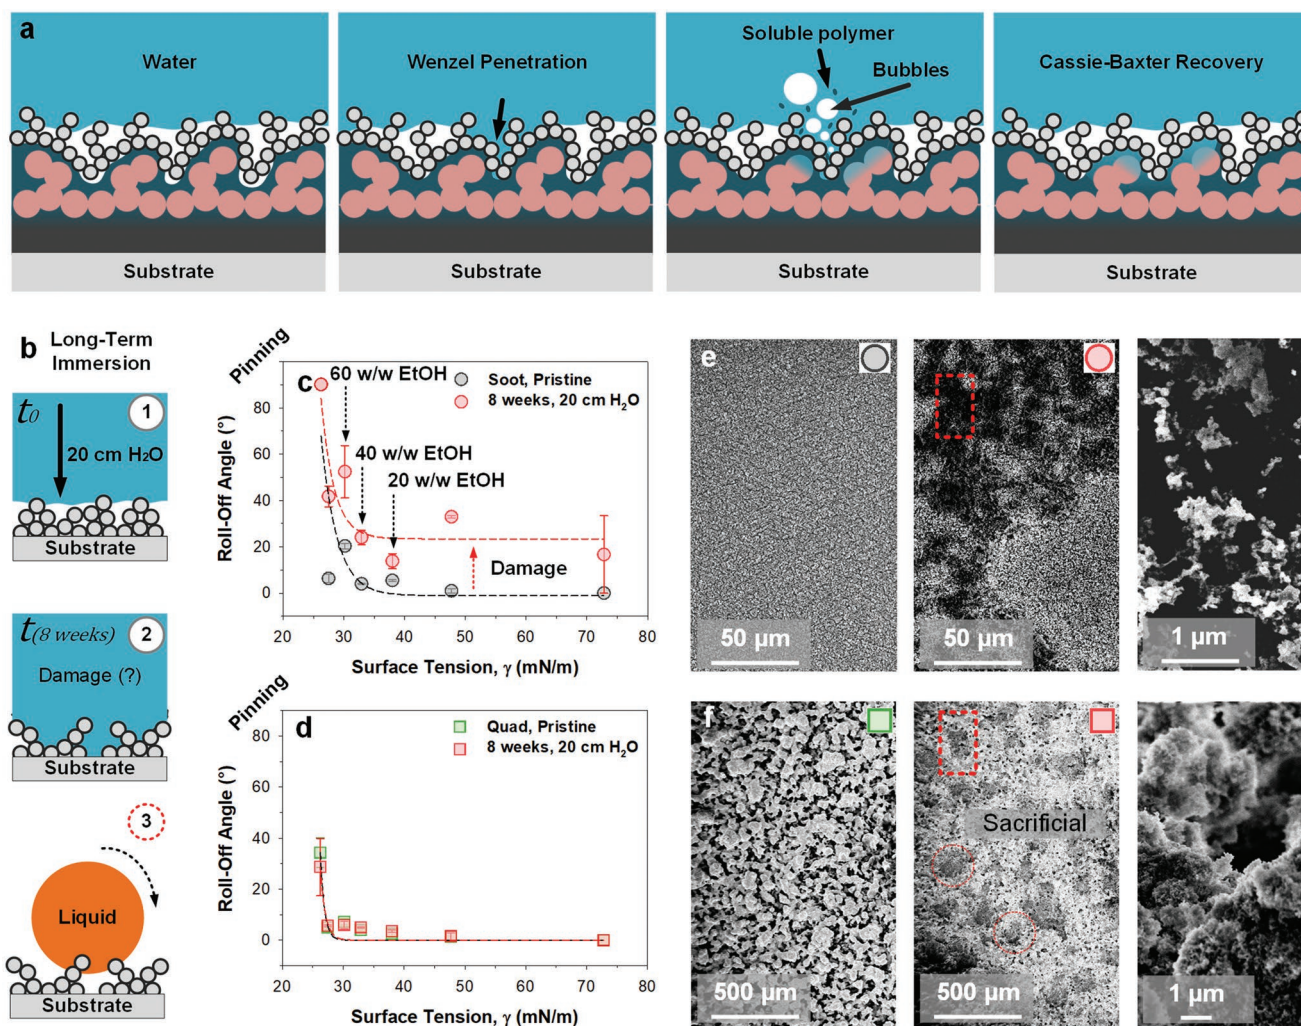 a
Water
Wenzel Penetration
Soluble polymer
Bubbles
Cassie-Baxter Recovery
Substrate
Substrate
Substrate
Substrate
b
Long-Term
Immersion
t0
1
20 cm H2O
Substrate
t(8 weeks)
2
Damage (?)
Substrate
3
Liquid
Substrate
Pinning
c
60 w/w EtOH
Soot, Pristine
8 weeks, 20 cm H2O
40 w/w EtOH
20 w/w EtOH
Damage
Roll-Off Angle (°)
80
60
40
20
0
20 30 40 50 60 70 80
Surface Tension, γ (mN/m)
Pinning
d
Quad, Pristine
8 weeks, 20 cm H2O
Roll-Off Angle (°)
80
60
40
20
0
20 30 40 50 60 70 80
Surface Tension, γ (mN/m)
e
50 μm
50 μm
1 μm
f
Sacrificial
500 μm
500 μm
1 μm